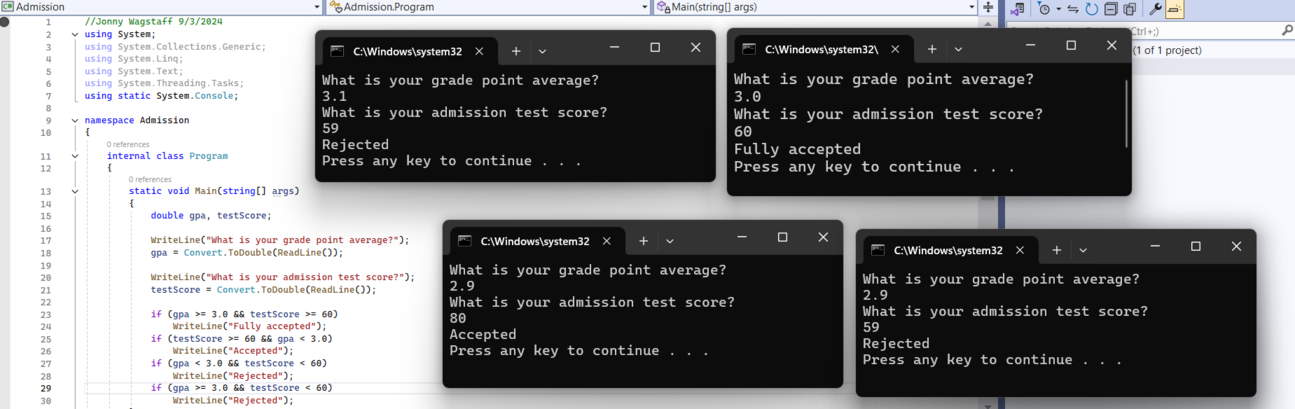 Admission
Admission.Program
Main(string[] args)
1 //Jonny Wagstaff 9/3/2024
2 using System;
3 using System.Collections.Generic;
4 using System.Linq;
5 using System.Text;
6 using System.Threading.Tasks;
7 using static System.Console;
8
9 namespace Admission
10 {
0 references
11 internal class Program
12 {
0 references
13 static void Main(string[] args)
14 {
15 double gpa, testScore;
16
17 WriteLine("What is your grade point average?");
18 gpa = Convert.ToDouble(ReadLine());
19
20 WriteLine("What is your admission test score?");
21 testScore = Convert.ToDouble(ReadLine());
22
23 if (gpa >= 3.0 && testScore >= 60)
24 WriteLine("Fully accepted");
25 if (testScore >= 60 && gpa < 3.0)
26 WriteLine("Accepted");
27 if (gpa < 3.0 && testScore < 60)
28 WriteLine("Rejected");
29 if (gpa >= 3.0 && testScore < 60)
30 WriteLine("Rejected");
C:\Windows\system32
What is your grade point average?
3.1
What is your admission test score?
59
Rejected
Press any key to continue . . .
C:\Windows\system32\
What is your grade point average?
3.0
What is your admission test score?
60
Fully accepted
Press any key to continue . . .
C:\Windows\system32
What is your grade point average?
2.9
What is your admission test score?
80
Accepted
Press any key to continue . . .
C:\Windows\system32
What is your grade point average?
2.9
What is your admission test score?
59
Rejected
Press any key to continue . . .
Ctrl+;)
(1 of 1 project)